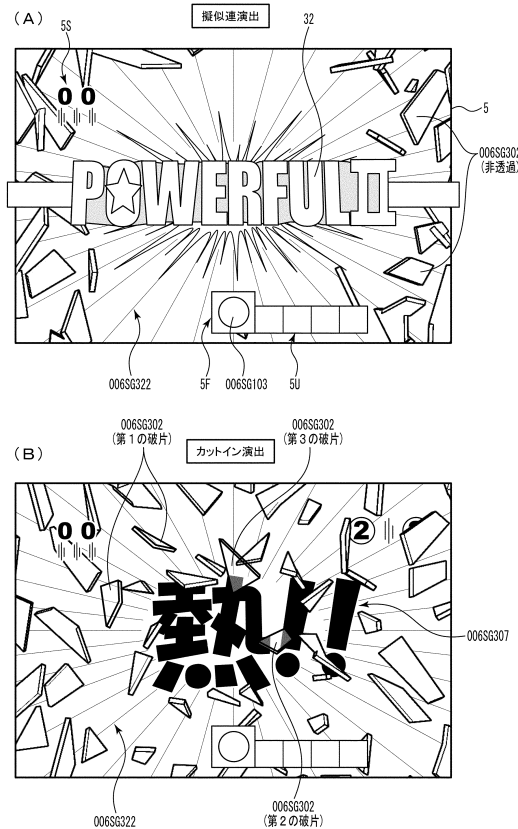 (A)
擬似連演出
5S
32
00
5
006SG302
(非透過)
POWERFULⅡ
006SG322
5F
006SG103
5U
(B)
カットイン演出
006SG302
(第1の破片)
006SG302
(第3の破片)
00
2
熱!!
006SG307
006SG322
006SG302
(第2の破片)